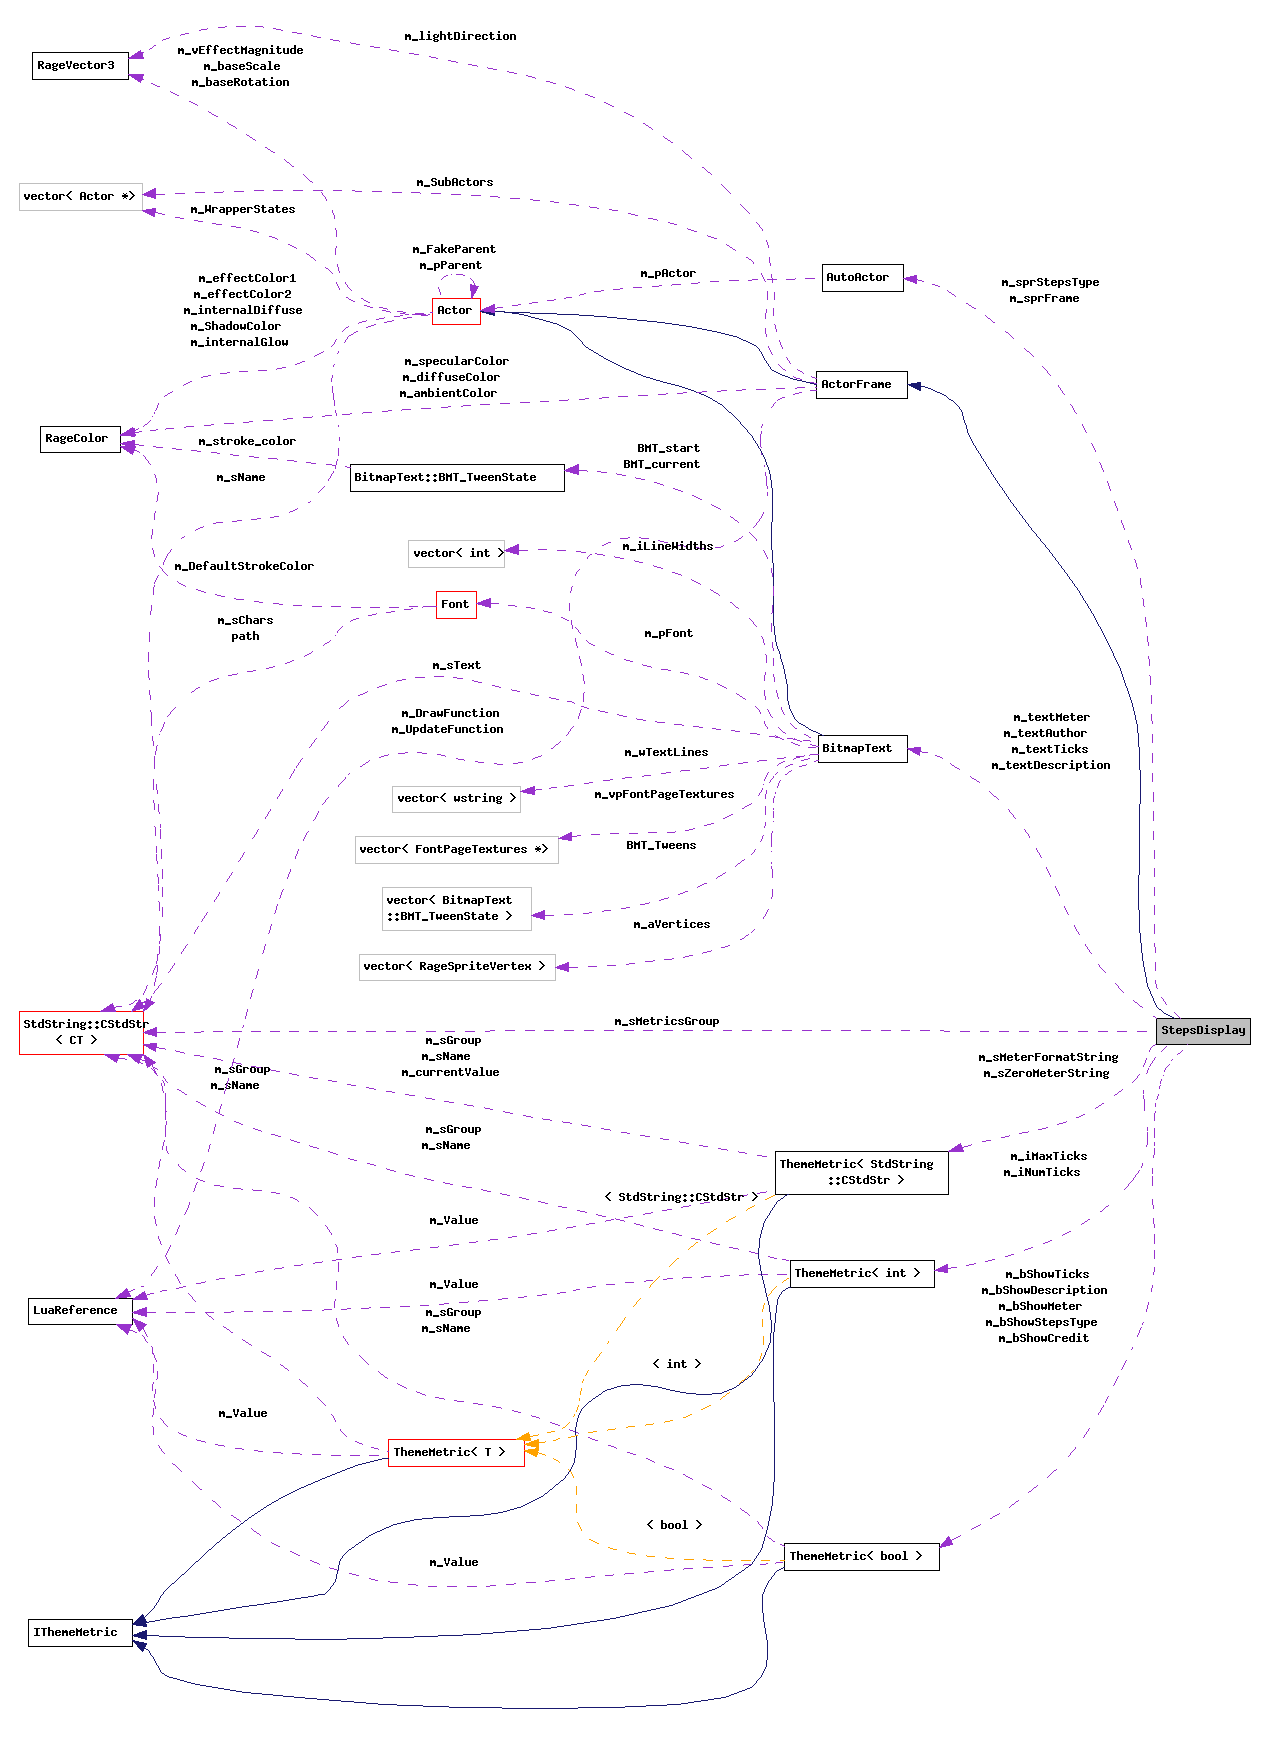 m_lightDirection
m_vEffectMagnitude
m_baseScale
m_baseRotation
RageVector3
m_SubActors
vector< Actor *>
m_WrapperStates
m_FakeParent
m_pParent
m_pActor
AutoActor
m_sprStepsType
m_sprFrame
m_effectColor1
m_effectColor2
m_internalDiffuse
m_ShadowColor
m_internalGlow
Actor
m_specularColor
m_diffuseColor
m_ambientColor
ActorFrame
RageColor
m_stroke_color
BMT_start
BMT_current
m_sName
BitmapText::BMT_TweenState
vector< int >
m_iLineWidths
m_DefaultStrokeColor
Font
m_sChars
path
m_pFont
m_sText
m_DrawFunction
m_UpdateFunction
m_textMeter
m_textAuthor
m_textTicks
m_textDescription
BitmapText
m_wTextLines
vector< wstring >
m_vpFontPageTextures
vector< FontPageTextures *>
BMT_Tweens
vector< BitmapText
::BMT_TweenState >
m_aVertices
vector< RageSpriteVertex >
StdString::CStdStr
< CT >
m_sMetricsGroup
StepsDisplay
m_sGroup
m_sName
m_currentValue
m_sGroup
m_sName
m_sMeterFormatString
m_sZeroMeterString
m_sGroup
m_sName
ThemeMetric< StdString
::CStdStr >
m_iMaxTicks
m_iNumTicks
< StdString::CStdStr >
m_Value
ThemeMetric< int >
m_Value
m_bShowTicks
m_bShowDescription
m_bShowMeter
m_bShowStepsType
m_bShowCredit
LuaReference
m_sGroup
m_sName
< int >
m_Value
ThemeMetric< T >
< bool >
ThemeMetric< bool >
m_Value
IThemeMetric